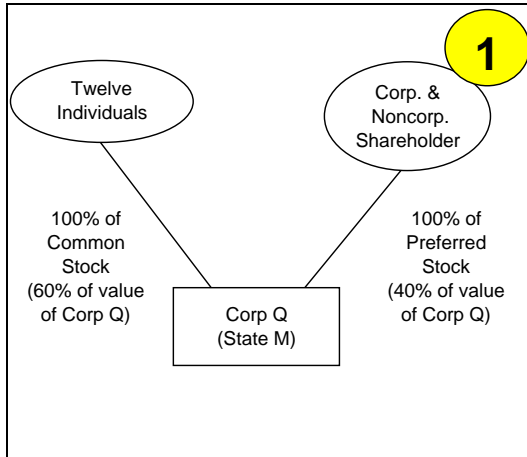 1
Twelve
Individuals
Corp. &
Noncorp.
Shareholder
100% of
Common
Stock
(60% of value
of Corp Q)
100% of
Preferred
Stock
(40% of value
of Corp Q)
Corp Q
(State M)